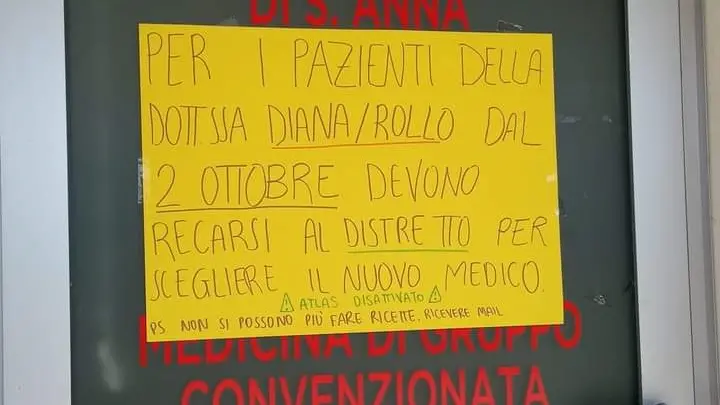 DI S. ANNA
PER I PAZIENTI DELLA
DOTT.SSA DIANA/ROLLO DAL
2 OTTOBRE DEVONO
RECARSI AL DISTRETTO PER
SCEGLIERE IL NUOVO MEDICO.
⚠ ATLAS DISATTIVATO ⚠
PS. NON SI POSSONO PIÙ FARE RICETTE, RICEVERE MAIL
MEDICINA DI GRUPPO
CONVENZIONATA